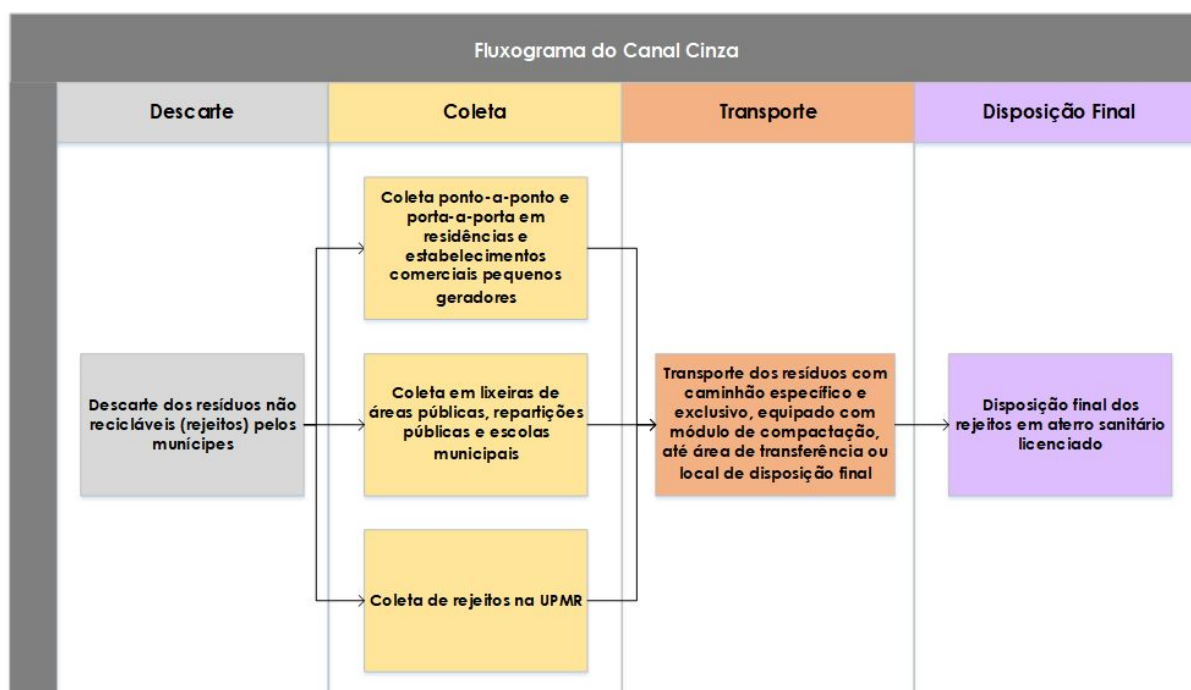 Fluxograma do Canal Cinza
Descarte
Coleta
Transporte
Disposição Final
Descarte dos resíduos não
recicláveis (rejeitos) pelos
munícipes
Coleta ponto-a-ponto e
porta-a-porta em
residências e
estabelecimentos
comerciais pequenos
geradores
Coleta em lixeiras de
áreas públicas, repartições
públicas e escolas
municipais
Coleta de rejeitos na UPMR
Transporte dos resíduos com
caminhão específico e
exclusivo, equipado com
módulo de compactação,
até área de transferência ou
local de disposição final
Disposição final dos
rejeitos em aterro sanitário
licenciado